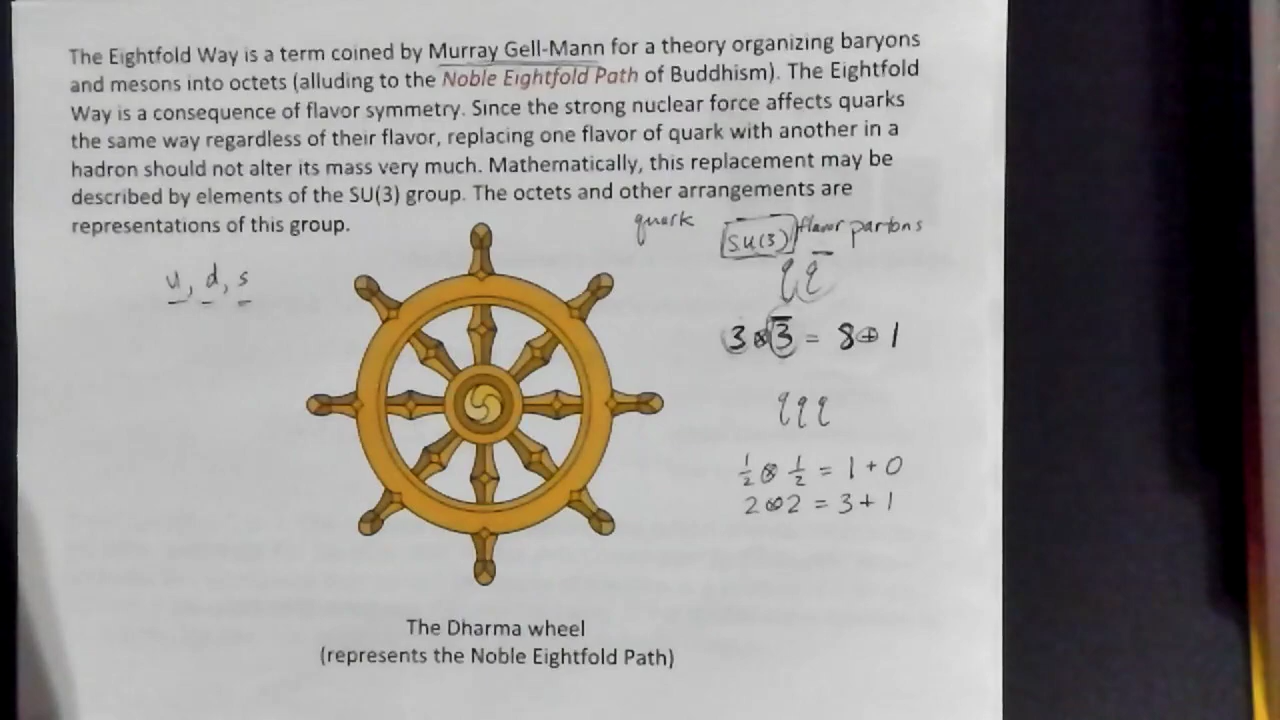 The Eightfold Way is a term coined by Murray Gell-Mann for a theory organizing baryons
and mesons into octets (alluding to the Noble Eightfold Path of Buddhism). The Eightfold
Way is a consequence of flavor symmetry. Since the strong nuclear force affects quarks
the same way regardless of their flavor, replacing one flavor of quark with another in a
hadron should not alter its mass very much. Mathematically, this replacement may be
described by elements of the SU(3) group. The octets and other arrangements are
representations of this group.
quark SU(3) flavor partons
u, d, s
q q̅
3 ⊗ 3̅ = 8 ⊕ 1
q q q
1/2 ⊗ 1/2 = 1 + 0
2 ⊗ 2 = 3 + 1
The Dharma wheel
(represents the Noble Eightfold Path)